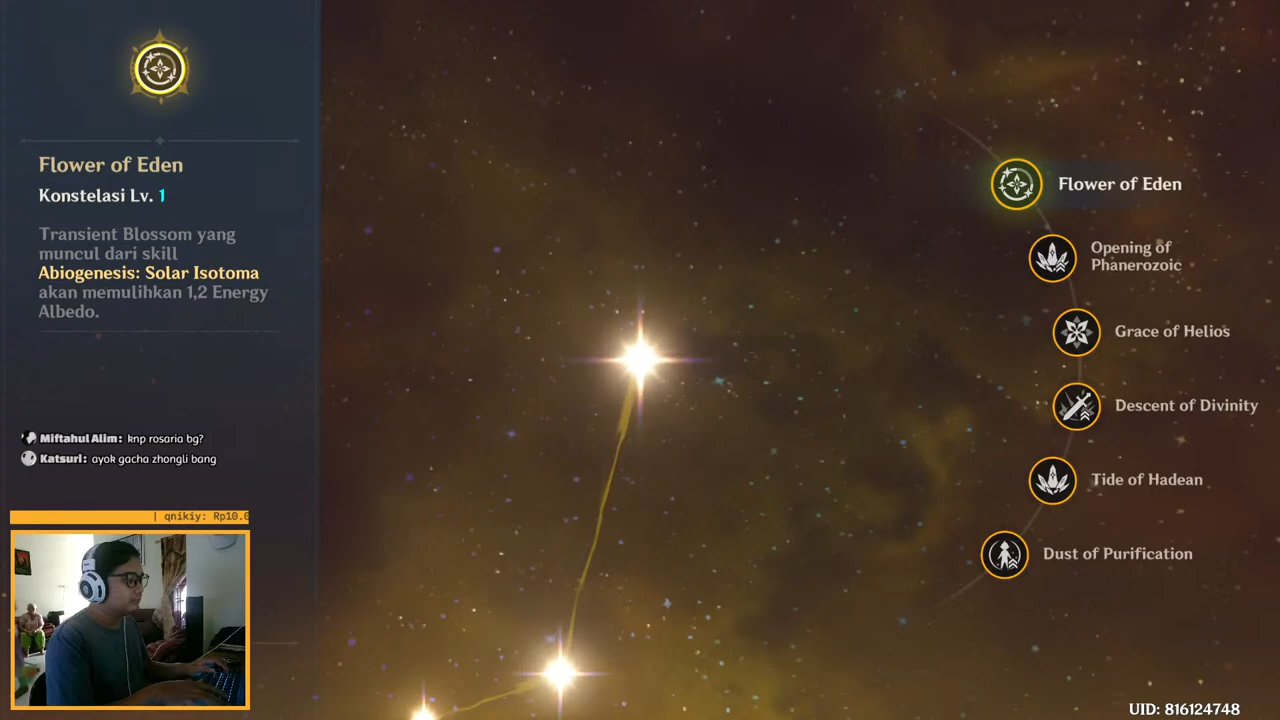 Flower of Eden
Konstelasi Lv. 1
Transient Blossom yang
muncul dari skill
Abiogenesis: Solar Isotoma
akan memulihkan 1,2 Energy
Albedo.
Miftahul Alim: knp rosaria bg?
Katsuri: ayok gacha zhongli bang
| qnikiy: Rp10.0
Flower of Eden
Opening of
Phanerozoic
Grace of Helios
Descent of Divinity
Tide of Hadean
Dust of Purification
UID: 816124748